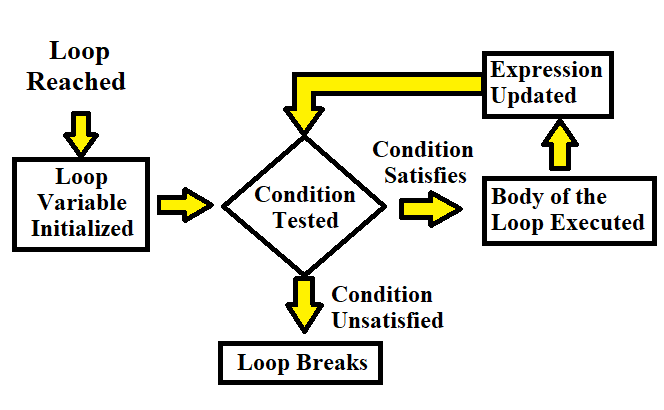 Loop
Reached
Loop
Variable
Initialized
Condition
Tested
Condition
Satisfies
Body of the
Loop Executed
Expression
Updated
Condition
Unsatisfied
Loop Breaks